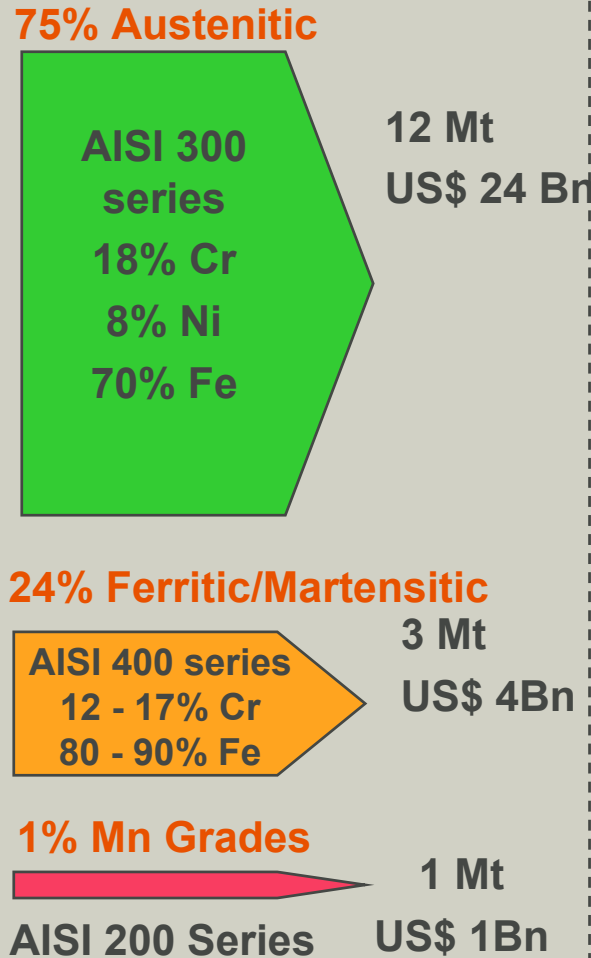 75% Austenitic
AISI 300
series
18% Cr
8% Ni
70% Fe
12 Mt
US$ 24 Bn
24% Ferritic/Martensitic
AISI 400 series
12 - 17% Cr
80 - 90% Fe
3 Mt
US$ 4Bn
1% Mn Grades
AISI 200 Series
1 Mt
US$ 1Bn